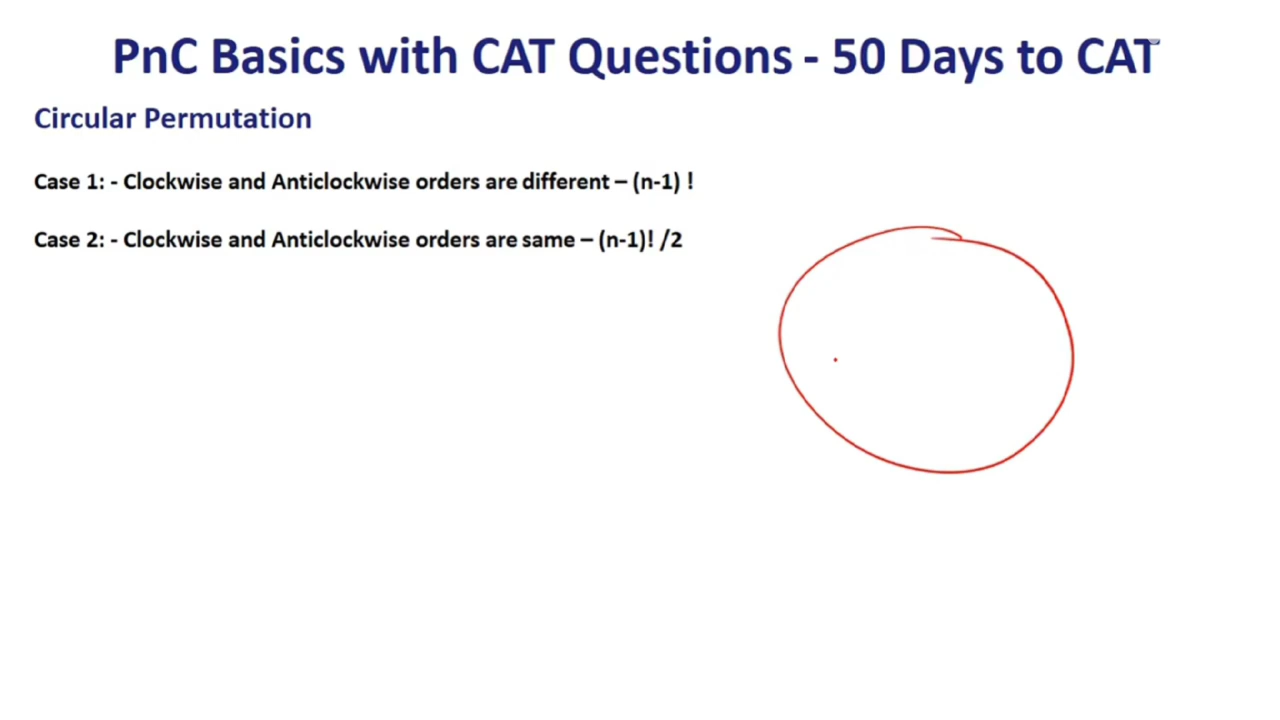 PnC Basics with CAT Questions - 50 Days to CAT
Circular Permutation
Case 1: - Clockwise and Anticlockwise orders are different – (n-1) !
Case 2: - Clockwise and Anticlockwise orders are same – (n-1)! /2